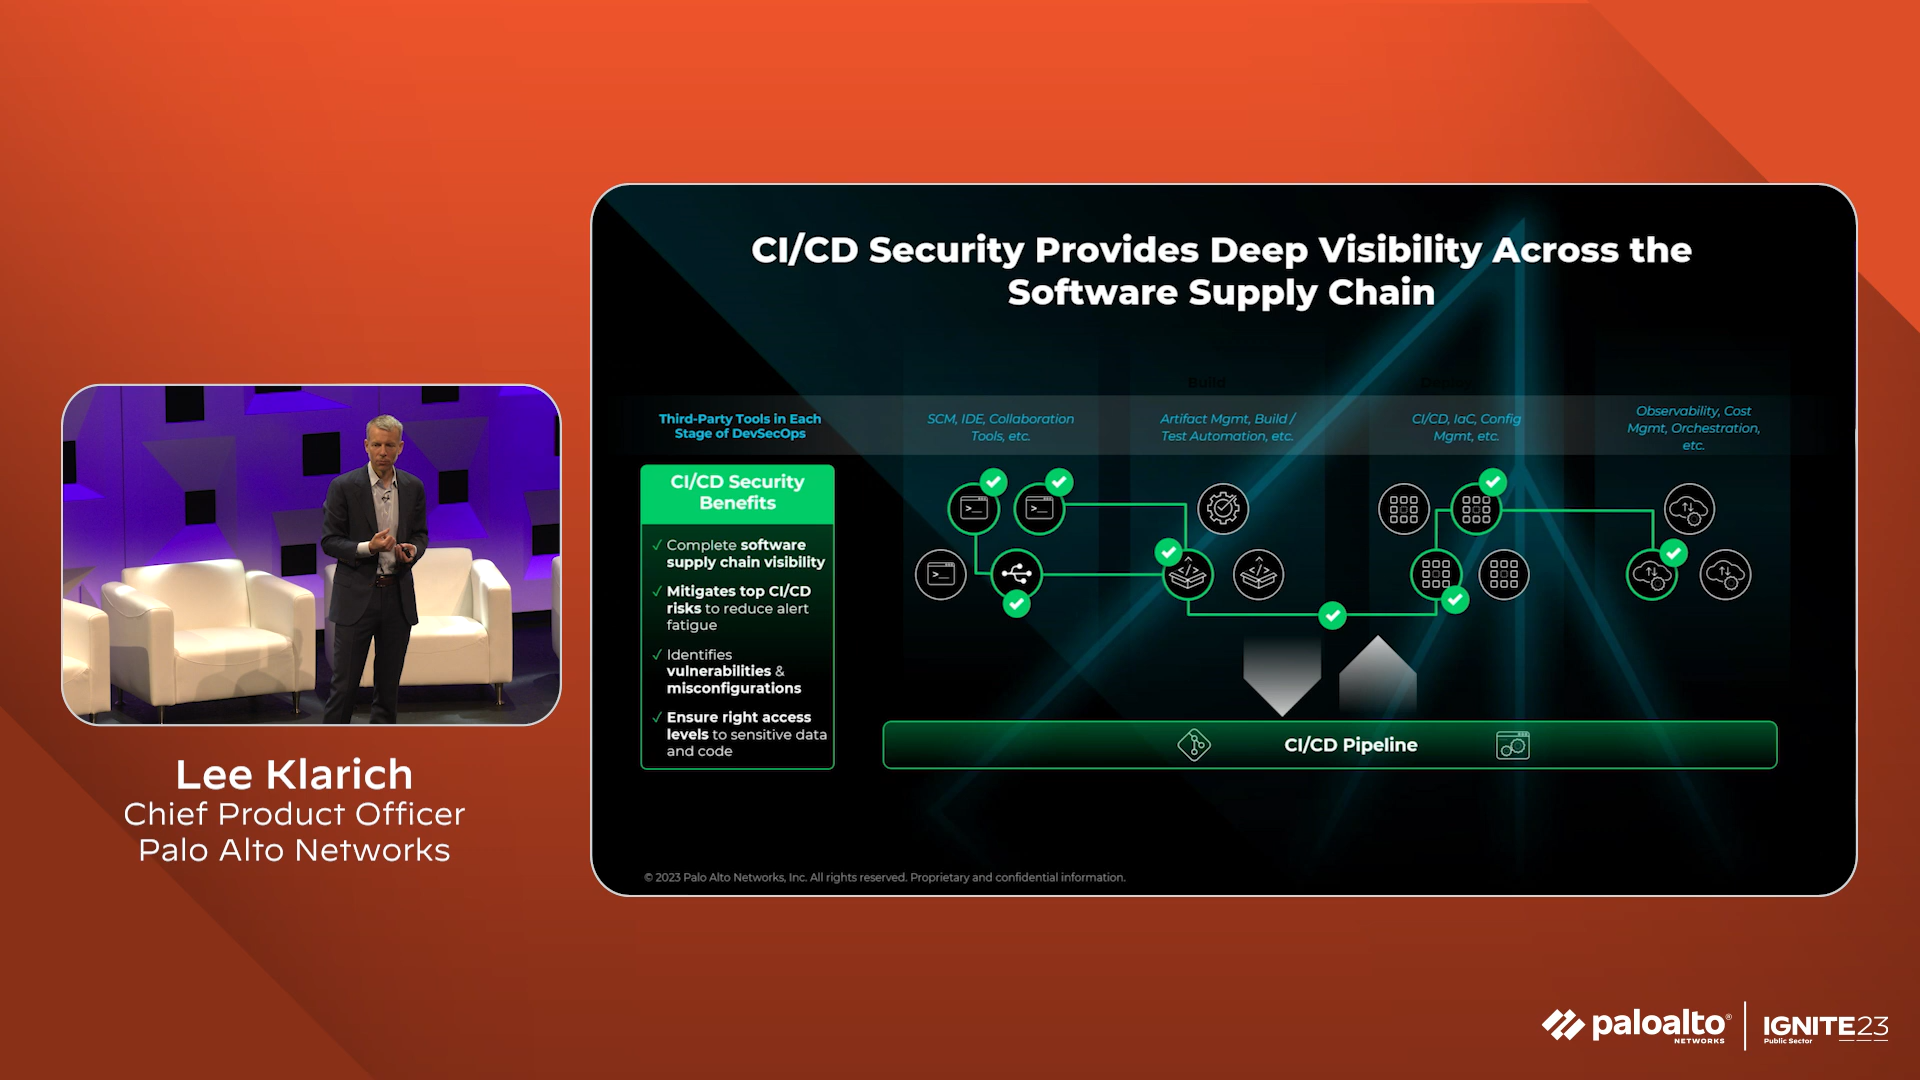 CI/CD Security Provides Deep Visibility Across the
Software Supply Chain
Build
Third-Party Tools in Each
Stage of DevSecOps
SCM, IDE, Collaboration
Tools, etc.
Artifact Mgmt, Build /
Test Automation, etc.
CI/CD, IaC, Config
Mgmt, etc.
Observability, Cost
Mgmt, Orchestration,
etc.
CI/CD Security
Benefits
✓ Complete software
supply chain visibility
✓ Mitigates top CI/CD
risks to reduce alert
fatigue
✓ Identifies
vulnerabilities &
misconfigurations
✓ Ensure right access
levels to sensitive data
and code
CI/CD Pipeline
© 2023 Palo Alto Networks, Inc. All rights reserved. Proprietary and confidential information.
Lee Klarich
Chief Product Officer
Palo Alto Networks
paloalto®
NETWORKS
IGNITE23
Public Sector